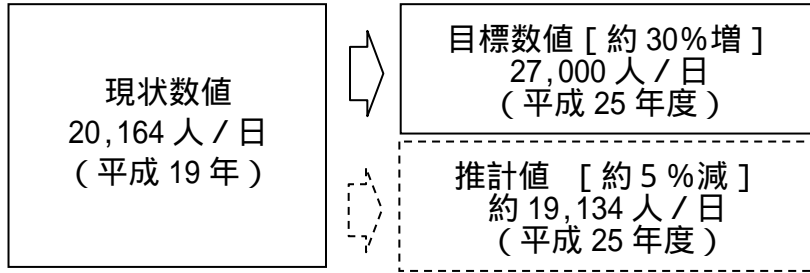 現状数値
20,164 人／日
（平成 19 年）
目標数値［約 30%増］
27,000 人／日
（平成 25 年度）
推計値　［約５%減］
約 19,134 人／日
（平成 25 年度）